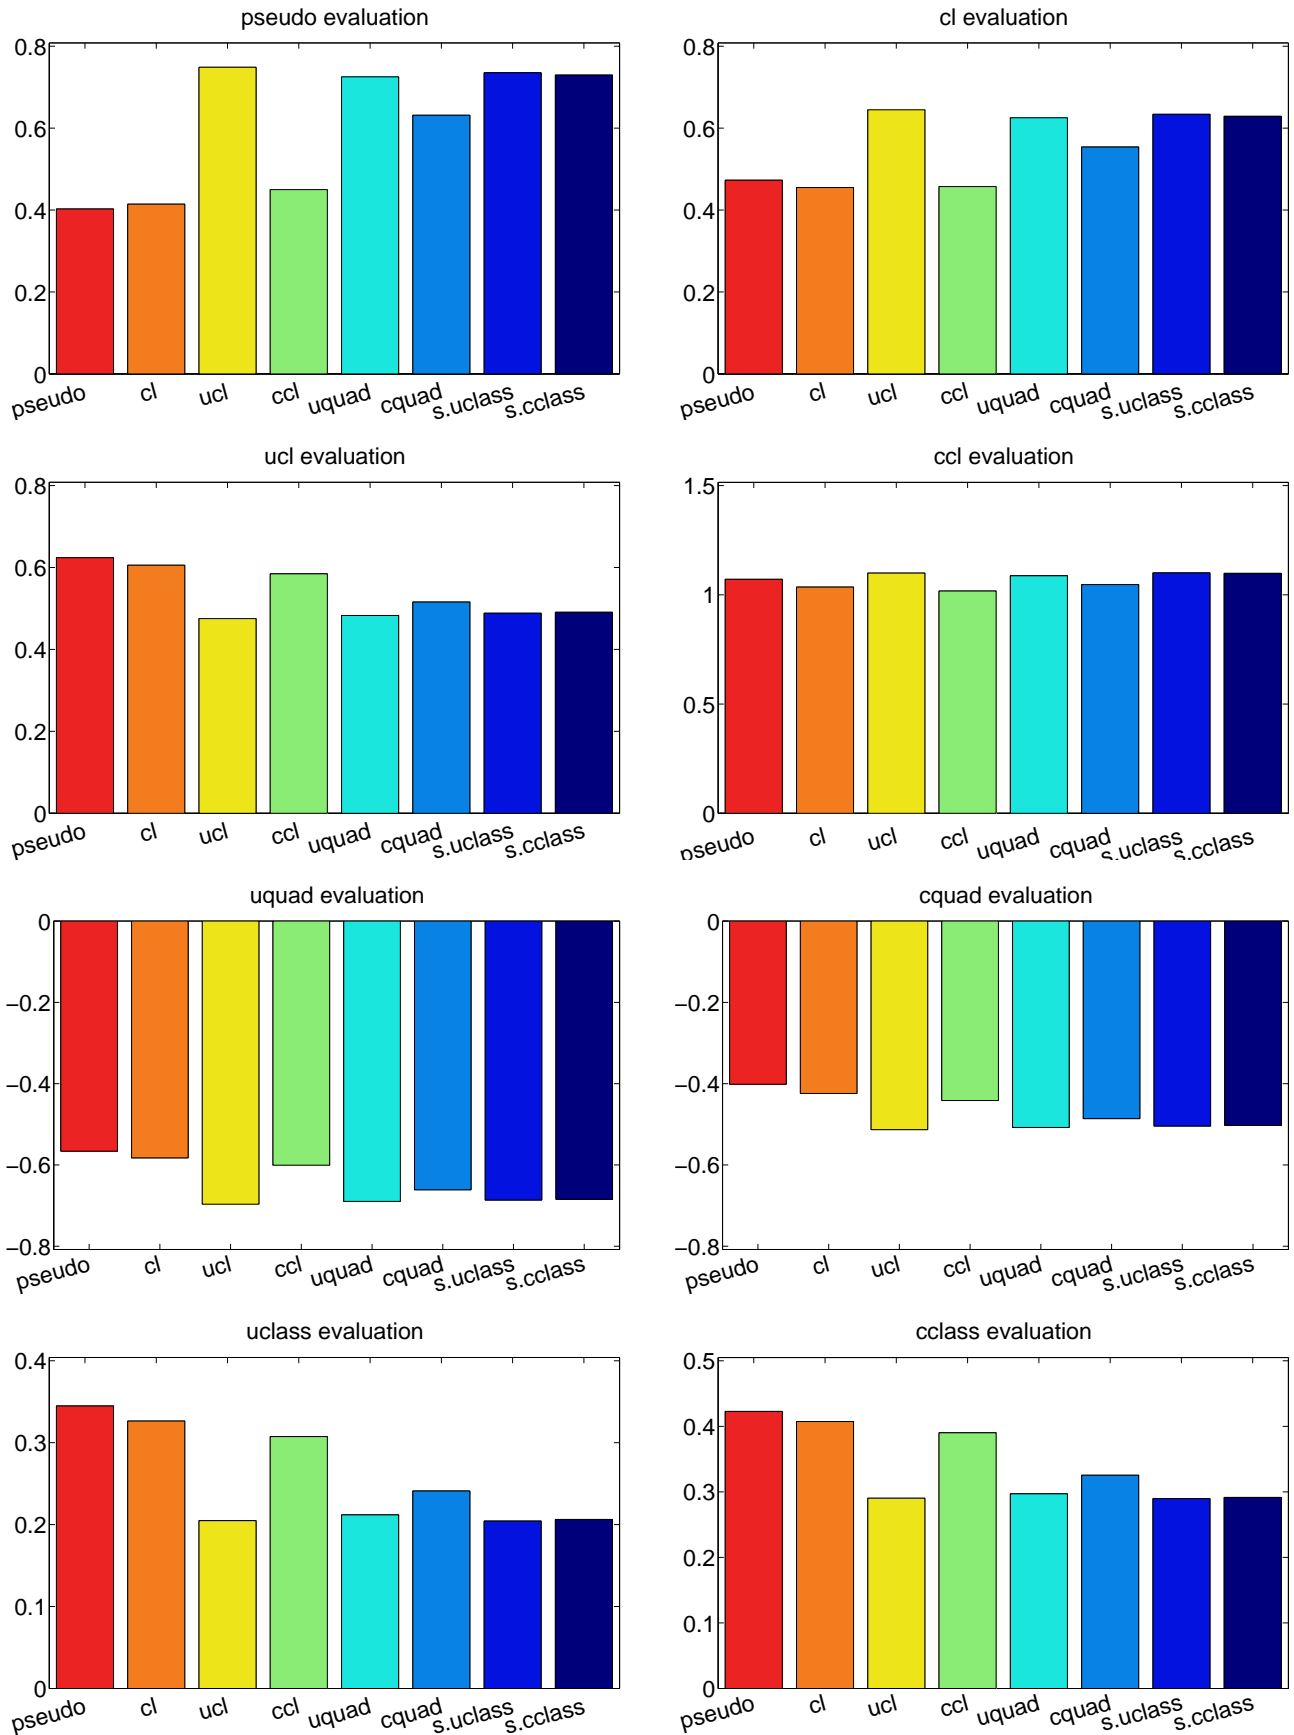 pseudo evaluation
0.8
0.6
0.4
0.2
0
pseudo cl ucl ccl uquad cquad s.uclass s.cclass
cl evaluation
0.8
0.6
0.4
0.2
0
pseudo cl ucl ccl uquad cquad s.uclass s.cclass
ucl evaluation
0.8
0.6
0.4
0.2
0
pseudo cl ucl ccl uquad cquad s.uclass s.cclass
ccl evaluation
1.5
1
0.5
0
pseudo cl ucl ccl uquad cquad s.uclass s.cclass
uquad evaluation
0
−0.2
−0.4
−0.6
−0.8
pseudo cl ucl ccl uquad cquad s.uclass s.cclass
cquad evaluation
0
−0.2
−0.4
−0.6
−0.8
pseudo cl ucl ccl uquad cquad s.uclass s.cclass
uclass evaluation
0.4
0.3
0.2
0.1
0
pseudo cl ucl ccl uquad cquad s.uclass s.cclass
cclass evaluation
0.5
0.4
0.3
0.2
0.1
0
pseudo cl ucl ccl uquad cquad s.uclass s.cclass